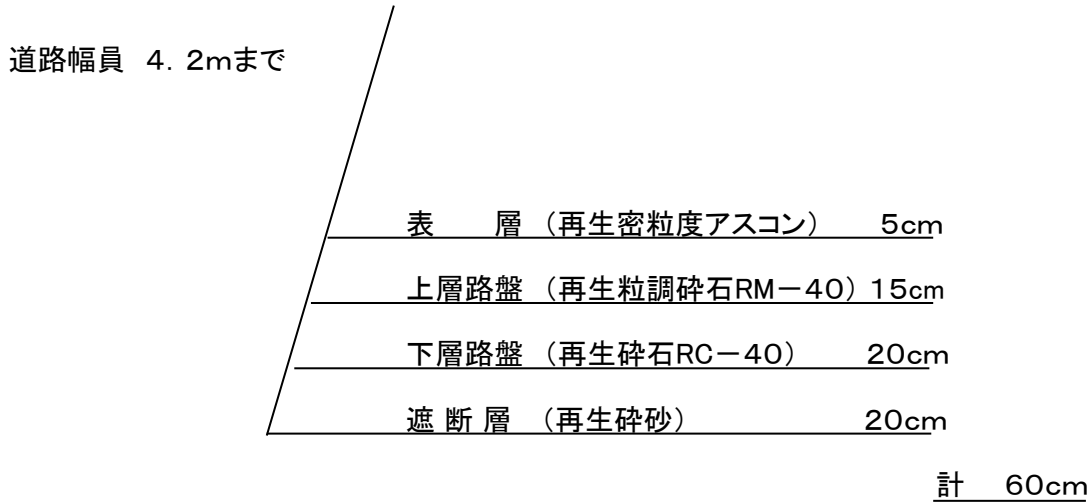 道路幅員　４．２ｍまで
表　　層　（再生密粒度アスコン）　　5cm
上層路盤　（再生粒調砕石RM－４０）　１５cm
下層路盤　（再生砕石RC－４０）　　20cm
遮 断 層　（再生砕砂）　　20cm
計　６０cm